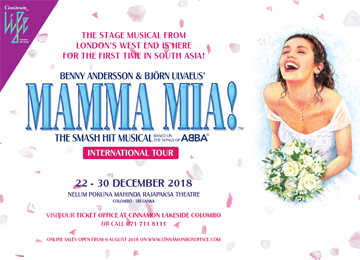 Cinnamon
Life
THE STAGE MUSICAL FROM
LONDON'S WEST END IS HERE
FOR THE FIRST TIME IN SOUTH ASIA!
BENNY ANDERSSON & BJÖRN ULVAEUS'
MAMMA MIA!
THE SMASH HIT MUSICAL BASED ON THE SONGS OF ABBA
INTERNATIONAL TOUR
22 - 30 DECEMBER 2018
NELUM POKUNA MAHINDA RAJAPAKSA THEATRE
COLOMBO - SRI LANKA
VISIT OUR TICKET OFFICE AT CINNAMON LAKESIDE COLOMBO
OR CALL 071 711 8111
ONLINE SALES OPEN FROM 9 AUGUST 2018 ON WWW.CINNAMONBOXOFFICE.COM